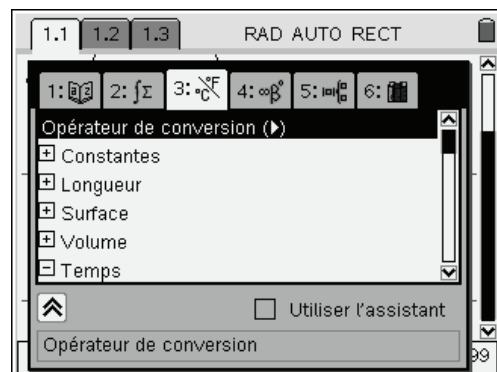 1.1 1.2 1.3 RAD AUTO RECT
1: 2: ∫Σ 3: °C°F 4: ∞β° 5: 6:
Opérateur de conversion (▶)
Constantes
Longueur
Surface
Volume
Temps
Utiliser l'assistant
Opérateur de conversion
99